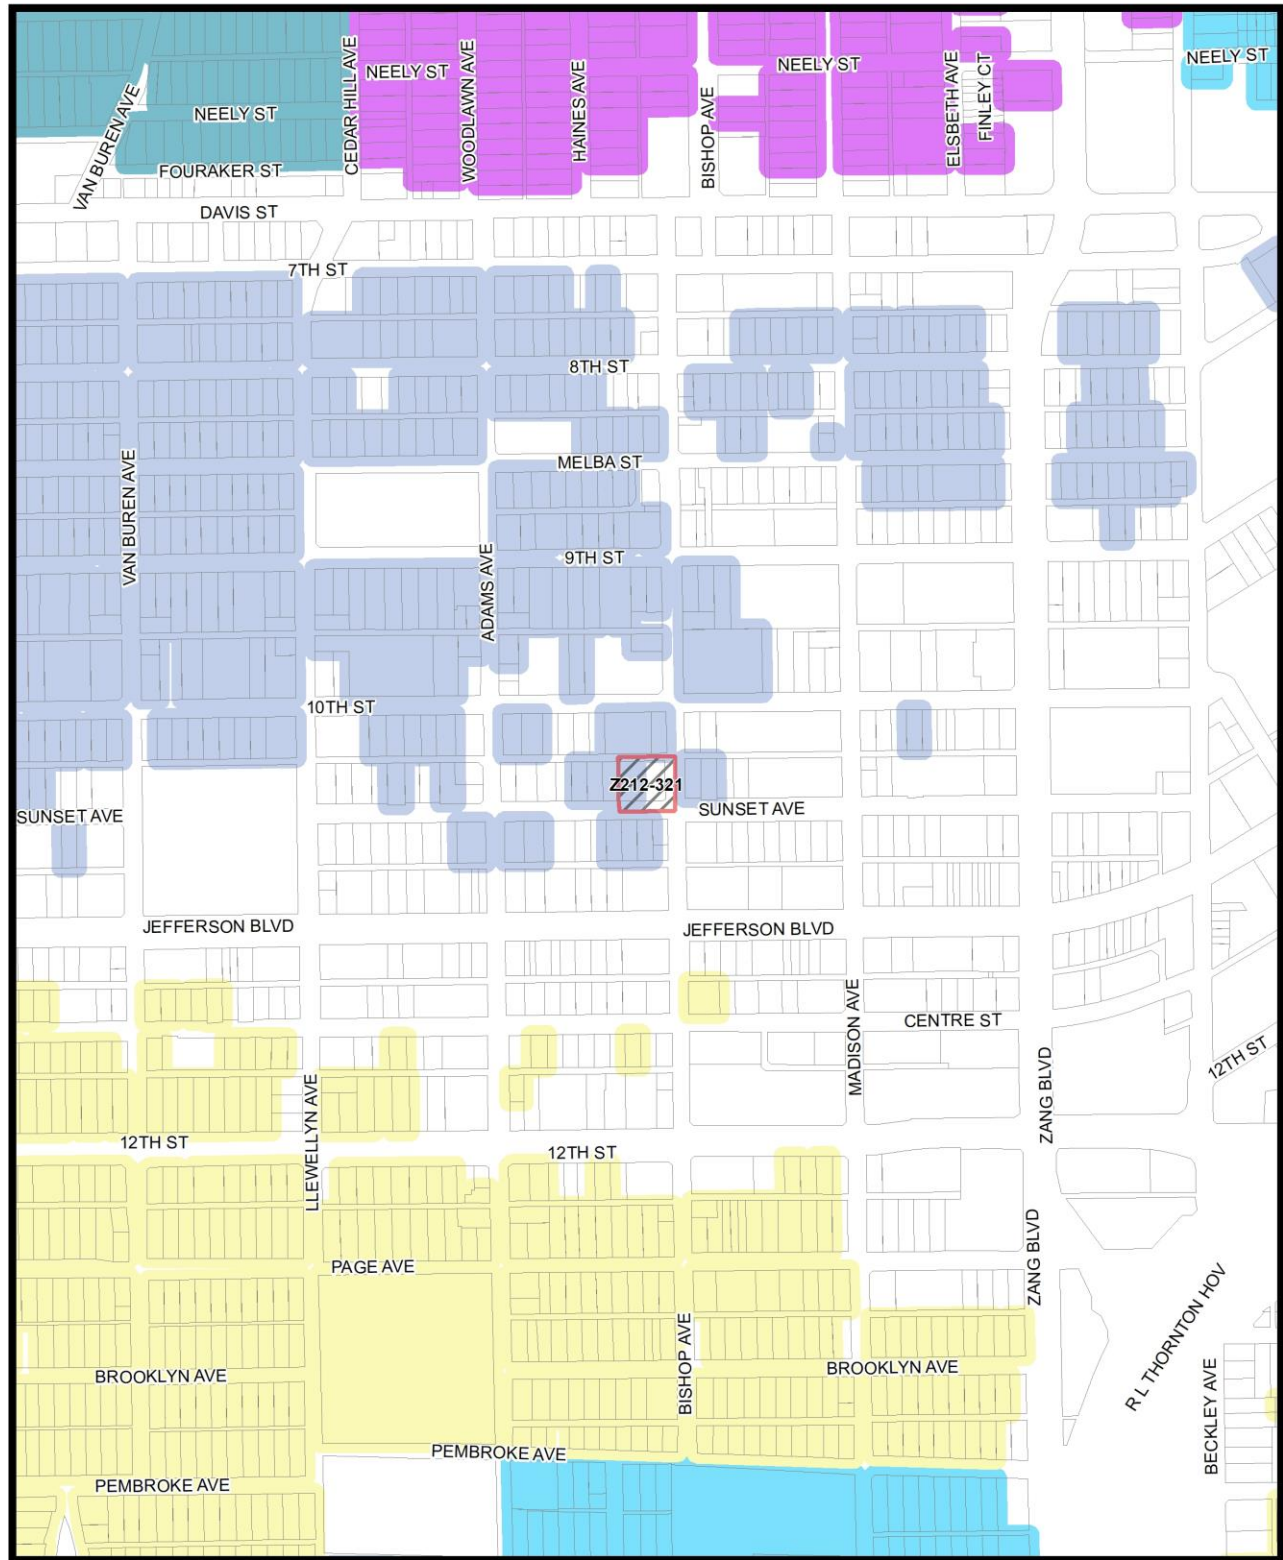 NEELY ST
NEELY ST
NEELY ST
NEELY ST
CEDAR HILL AVE
WOODLAWN AVE
HAINES AVE
BISHOP AVE
ELSBETH AVE
FINLEY CT
VAN BUREN AVE
FOURAKER ST
DAVIS ST
7TH ST
8TH ST
MELBA ST
VAN BUREN AVE
ADAMS AVE
9TH ST
10TH ST
Z212-321
SUNSET AVE
SUNSET AVE
JEFFERSON BLVD
JEFFERSON BLVD
MADISON AVE
CENTRE ST
ZANG BLVD
12TH ST
LLEWELLYN AVE
12TH ST
12TH ST
ZANG BLVD
PAGE AVE
R L THORNTON HOV
BISHOP AVE
BROOKLYN AVE
BROOKLYN AVE
BECKLEY AVE
PEMBROKE AVE
PEMBROKE AVE